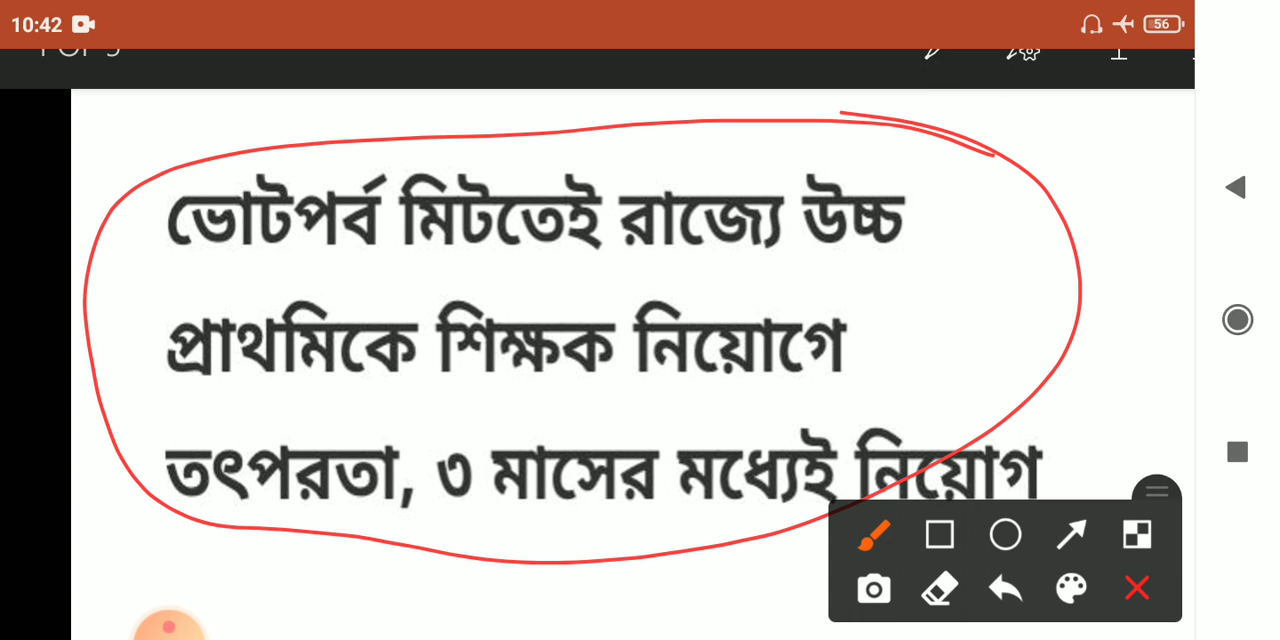 10:42
56
ভোটপর্ব মিটতেই রাজ্যে উচ্চ
প্রাথমিকে শিক্ষক নিয়োগে
তৎপরতা, ৩ মাসের মধ্যেই নিয়োগ